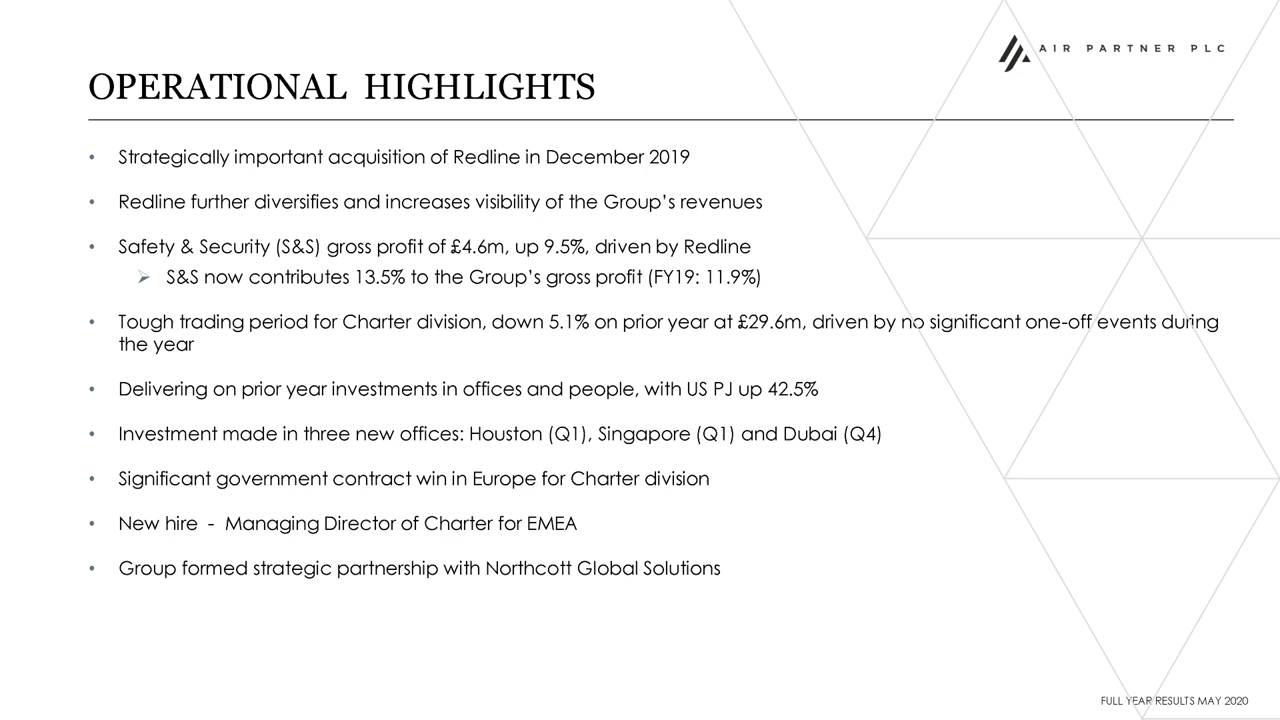 AIR PARTNER PLC
OPERATIONAL HIGHLIGHTS
• Strategically important acquisition of Redline in December 2019
• Redline further diversifies and increases visibility of the Group’s revenues
• Safety & Security (S&S) gross profit of £4.6m, up 9.5%, driven by Redline
➢ S&S now contributes 13.5% to the Group’s gross profit (FY19: 11.9%)
• Tough trading period for Charter division, down 5.1% on prior year at £29.6m, driven by no significant one-off events during
the year
• Delivering on prior year investments in offices and people, with US PJ up 42.5%
• Investment made in three new offices: Houston (Q1), Singapore (Q1) and Dubai (Q4)
• Significant government contract win in Europe for Charter division
• New hire - Managing Director of Charter for EMEA
• Group formed strategic partnership with Northcott Global Solutions
FULL YEAR RESULTS MAY 2020